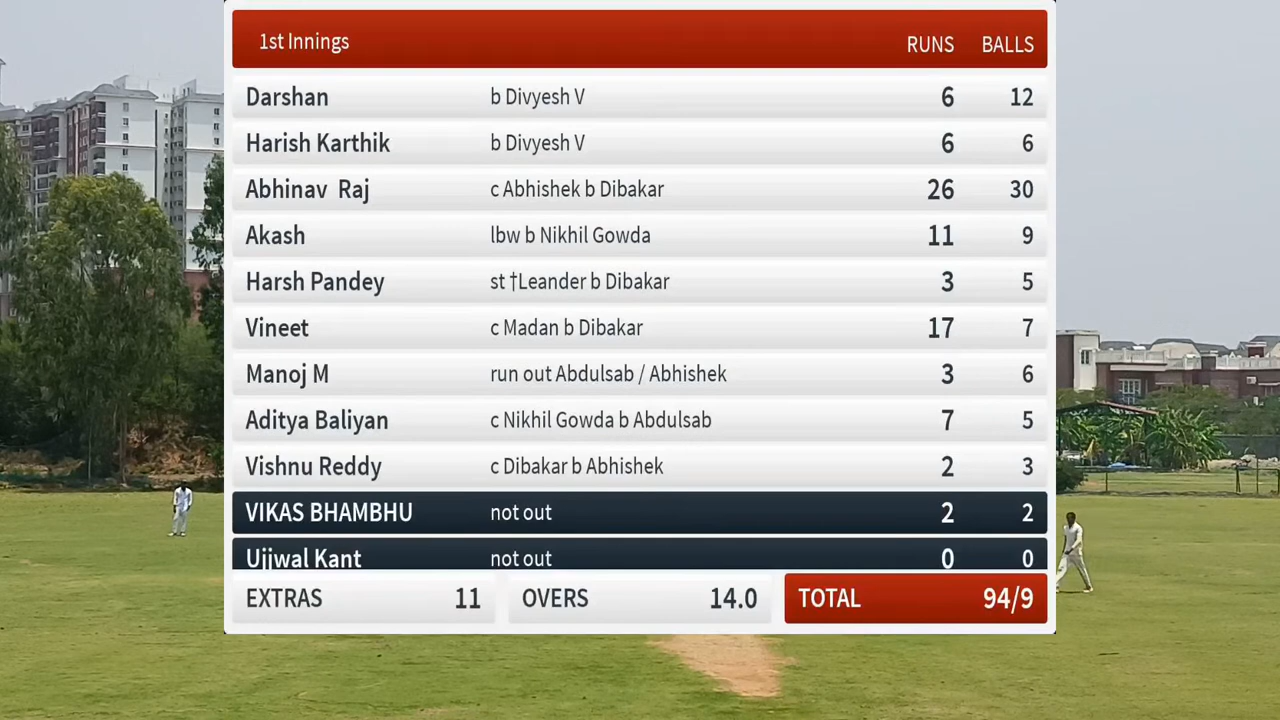 1st Innings RUNS BALLS
Darshan b Divyesh V 6 12
Harish Karthik b Divyesh V 6 6
Abhinav Raj c Abhishek b Dibakar 26 30
Akash lbw b Nikhil Gowda 11 9
Harsh Pandey st †Leander b Dibakar 3 5
Vineet c Madan b Dibakar 17 7
Manoj M run out Abdulsab / Abhishek 3 6
Aditya Baliyan c Nikhil Gowda b Abdulsab 7 5
Vishnu Reddy c Dibakar b Abhishek 2 3
VIKAS BHAMBHU not out 2 2
Ujjwal Kant not out 0 0
EXTRAS 11 OVERS 14.0 TOTAL 94/9